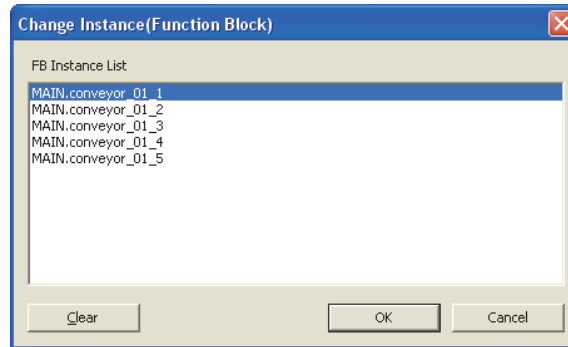 Change Instance(Function Block)
FB Instance List
MAIN.conveyor_01_1
MAIN.conveyor_01_2
MAIN.conveyor_01_3
MAIN.conveyor_01_4
MAIN.conveyor_01_5
Clear
OK
Cancel